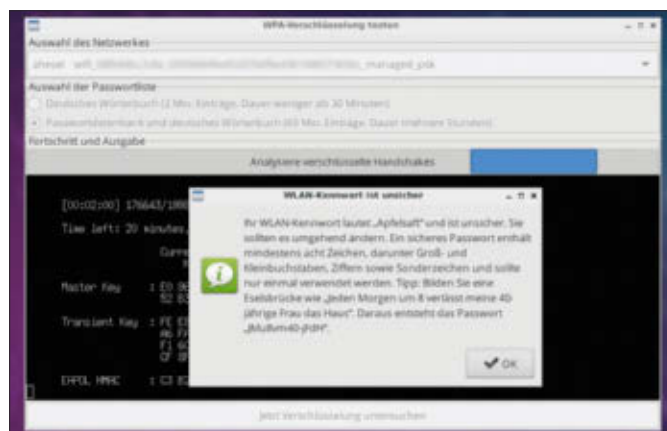 WPA-Verschlüsselung testen
Auswahl des Netzwerkes
managed_psk
Auswahl der Passwortliste
Deutsches Wörterbuch (2 Mio. Einträge, Dauer weniger als 30 Minuten)
Passwortdatenbank und deutsches Wörterbuch (60 Mio. Einträge, Dauer mehrere Stunden)
Fortschritt und Ausgabe
Analysiere verschlüsselte Handshakes
WLAN-Kennwort ist unsicher
[00:02:00]
Ihr WLAN-Kennwort lautet „Apfelsaft" und ist unsicher. Sie
Time left: 20 minutes,
sollten es umgehend ändern. Ein sicheres Passwort enthält
mindestens acht Zeichen, darunter Groß- und
Kleinbuchstaben, Ziffern sowie Sonderzeichen und sollte
nur einmal verwendet werden. Tipp: Bilden Sie eine
Master Key :
Eselsbrücke wie „Jeden Morgen um 8 verlässt meine 40-
jährige Frau das Haus". Daraus entsteht das Passwort
Transient Key :
OK
EAPOL HMAC :
Jetzt Verschlüsselung untersuchen